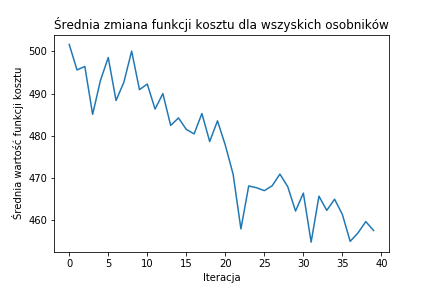 Średnia zmiana funkcji kosztu dla wszyskich osobników
500
490
480
470
460
Średnia wartość funkcji kosztu
0 5 10 15 20 25 30 35 40
Iteracja